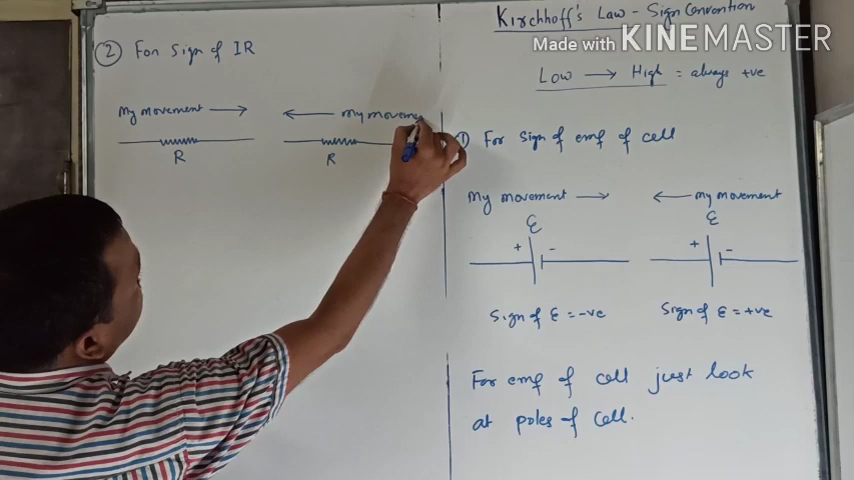 Kirchhoff's Law - Sign Convention
Made with KINEMASTER
Low → High = always +ve
② For sign of IR
My movement →
← My moveme
R
R
① For sign of emf of cell
My movement →
← My movement
ε
ε
+ -
+ -
Sign of ε = -ve
Sign of ε = +ve
For emf of cell just look
at poles of cell.